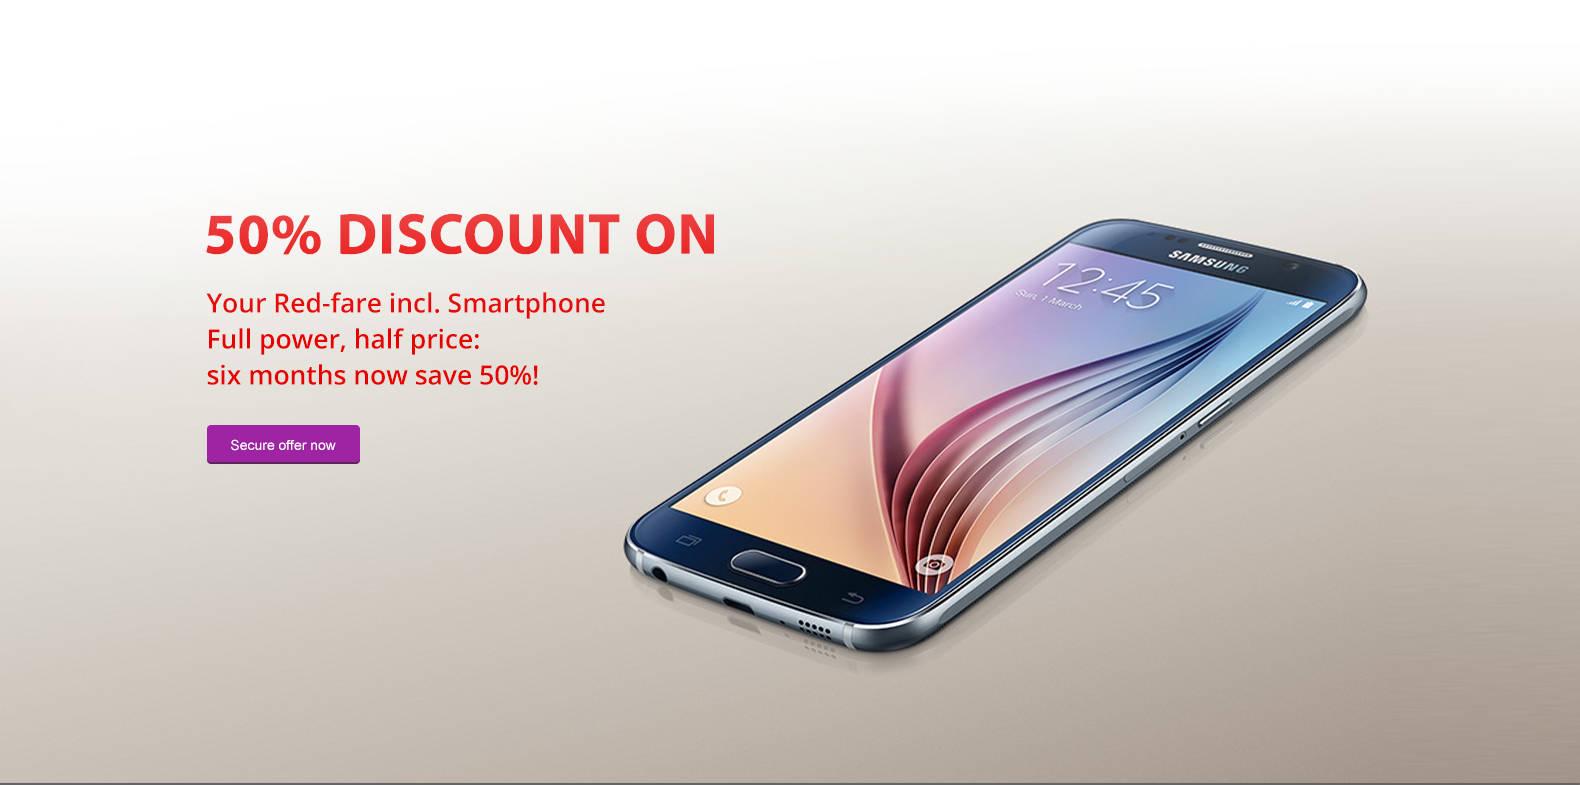 50% DISCOUNT ON
Your Red-fare incl. Smartphone
Full power, half price:
six months now save 50%!
Secure offer now
SAMSUNG
12:45
Sun, 1 March